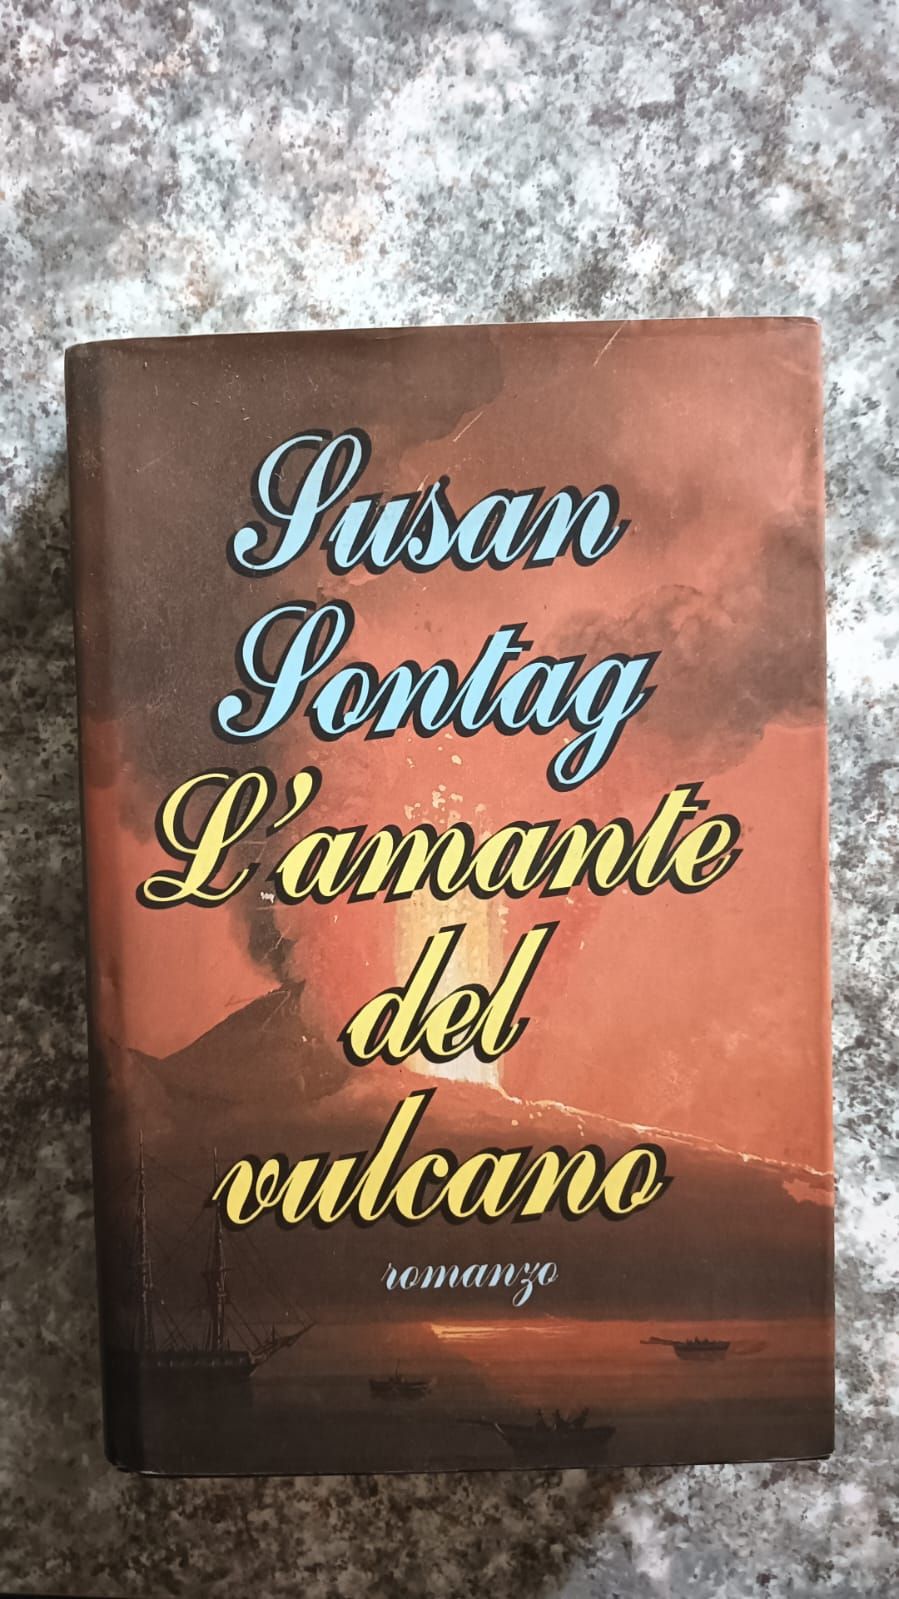 Susan
Sontag
L'amante
del
vulcano
romanzo